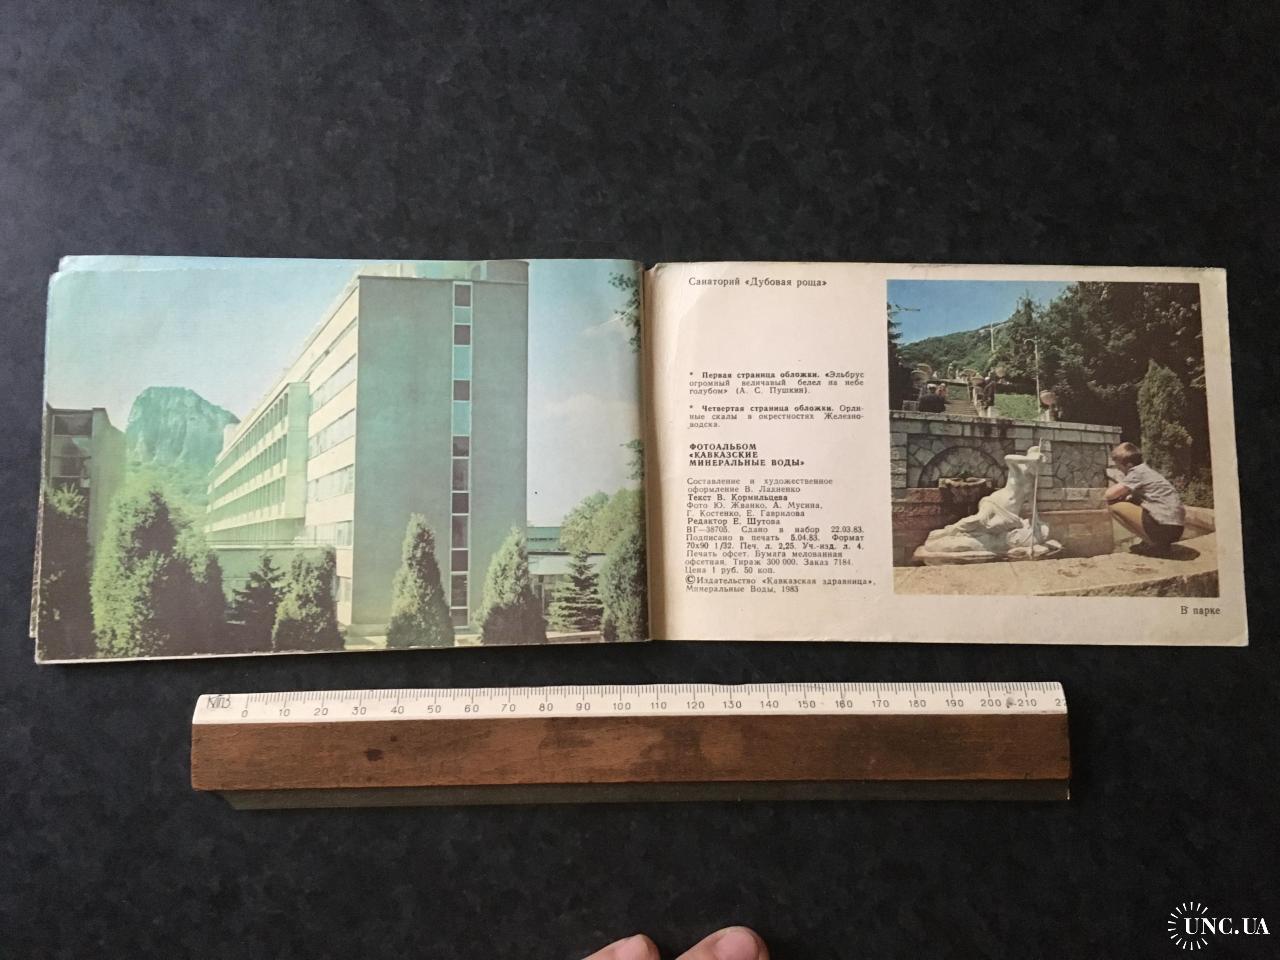 Санаторий «Дубовая роща»
* Первая страница обложки. «Эльбрус
огромный величавый белел на небе
голубом» (А. С. Пушкин).
* Четвертая страница обложки. Орли-
ные скалы в окрестностях Железно-
водска.
ФОТОАЛЬБОМ
«КАВКАЗСКИЕ
МИНЕРАЛЬНЫЕ ВОДЫ»
Составление и художественное
оформление В. Ладненко
Текст В. Кормильцева
Фото Ю. Жванко, А. Мусина,
Г. Костенко, Е. Гаврилова
Редактор Е. Шутова
ВГ—38705. Сдано в набор 22.03.83.
Подписано в печать 5.04.83. Формат
70х90 1/32. Печ. л. 2,25. Уч.-изд. л. 4.
Печать офсет. Бумага мелованная
офсетная. Тираж 300 000. Заказ 7184.
Цена 1 руб. 50 коп.
©Издательство «Кавказская здравница»,
Минеральные Воды, 1983
В парке
0 10 20 30 40 50 60 70 80 90 100 110 120 130 140 150 160 170 180 190 200 210
UNC.UA